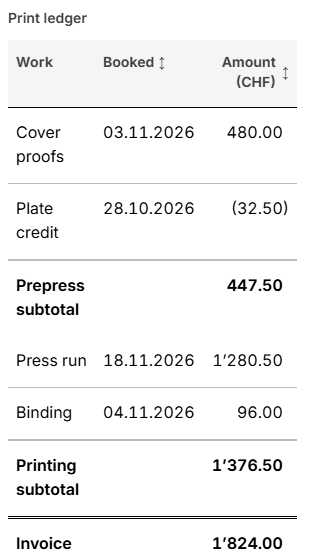 Print ledger
Work Booked ↕ Amount (CHF) ↕
Cover proofs 03.11.2026 480.00
Plate credit 28.10.2026 (32.50)
Prepress subtotal 447.50
Press run 18.11.2026 1’280.50
Binding 04.11.2026 96.00
Printing subtotal 1’376.50
Invoice 1’824.00